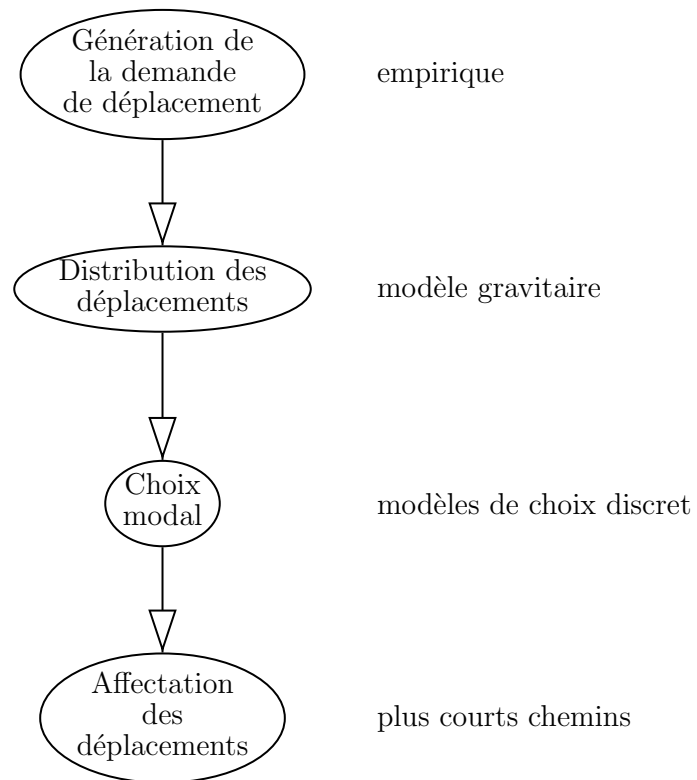 Génération de
la demande
de déplacement
empirique
Distribution des
déplacements
modèle gravitaire
Choix
modal
modèles de choix discret
Affectation
des
déplacements
plus courts chemins